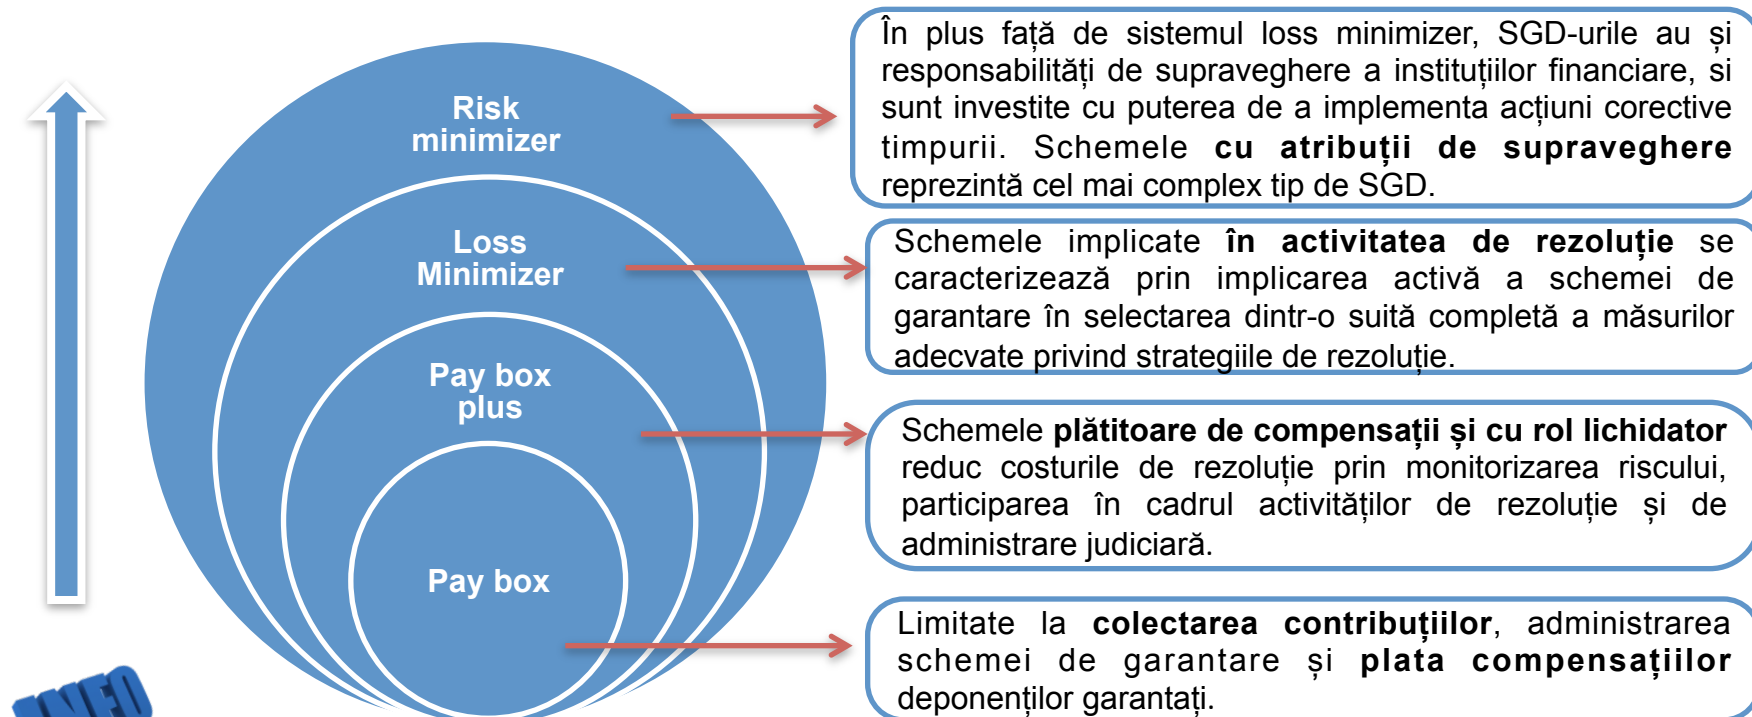 În plus față de sistemul loss minimizer, SGD-urile au și
responsabilități de supraveghere a instituțiilor financiare, si
sunt investite cu puterea de a implementa acțiuni corective
timpurii. Schemele cu atribuții de supraveghere
reprezintă cel mai complex tip de SGD.
Risk
minimizer
Schemele implicate în activitatea de rezoluție se
caracterizează prin implicarea activă a schemei de
garantare în selectarea dintr-o suită completă a măsurilor
adecvate privind strategiile de rezoluție.
Loss
Minimizer
Schemele plătitoare de compensații și cu rol lichidator
reduc costurile de rezoluție prin monitorizarea riscului,
participarea în cadrul activităților de rezoluție și de
administrare judiciară.
Pay box
plus
Limitate la colectarea contribuțiilor, administrarea
schemei de garantare și plata compensațiilor
deponenților garantați.
Pay box
INFO